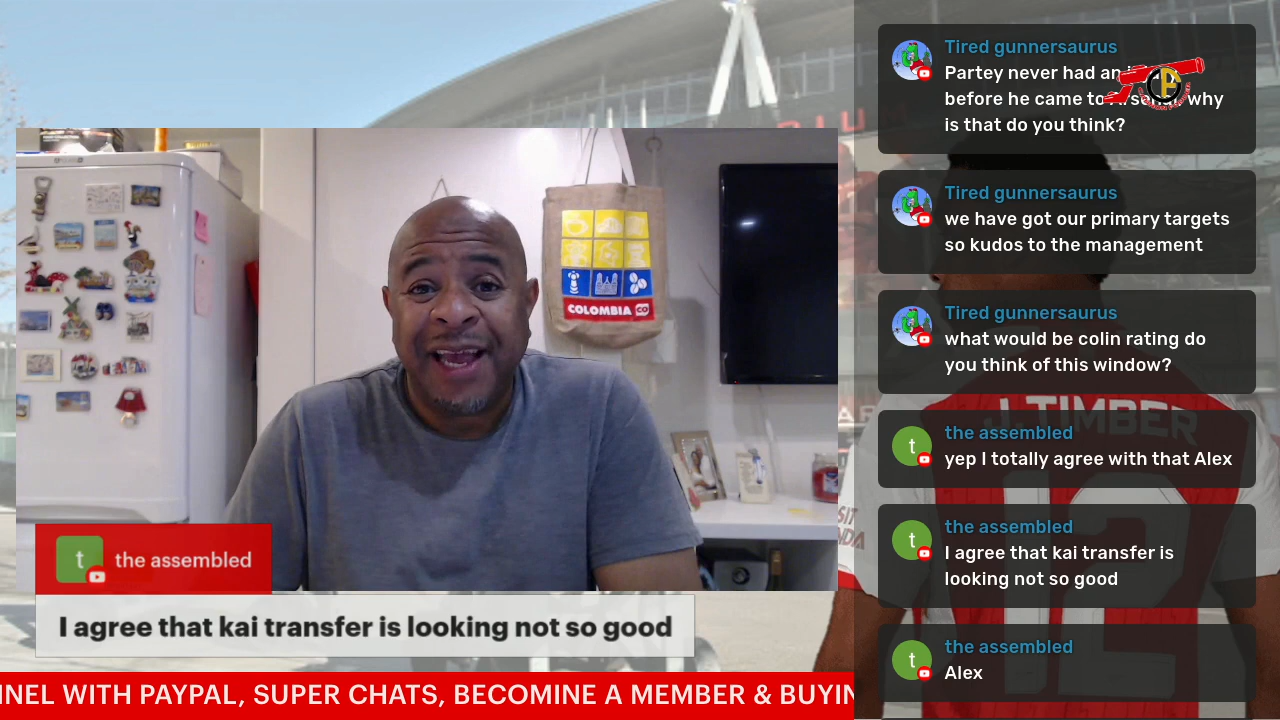 Tired gunnersaurus
Partey never had an
before he came to Arsenal, why
is that do you think?
Tired gunnersaurus
we have got our primary targets
so kudos to the management
Tired gunnersaurus
what would be colin rating do
you think of this window?
t
the assembled
yep I totally agree with that Alex
t
the assembled
I agree that kai transfer is
looking not so good
t
the assembled
Alex
J.TIMBER
12
COLOMBIA CO
t
the assembled
I agree that kai transfer is looking not so good
NNEL WITH PAYPAL, SUPER CHATS, BECOMINE A MEMBER & BUYIN